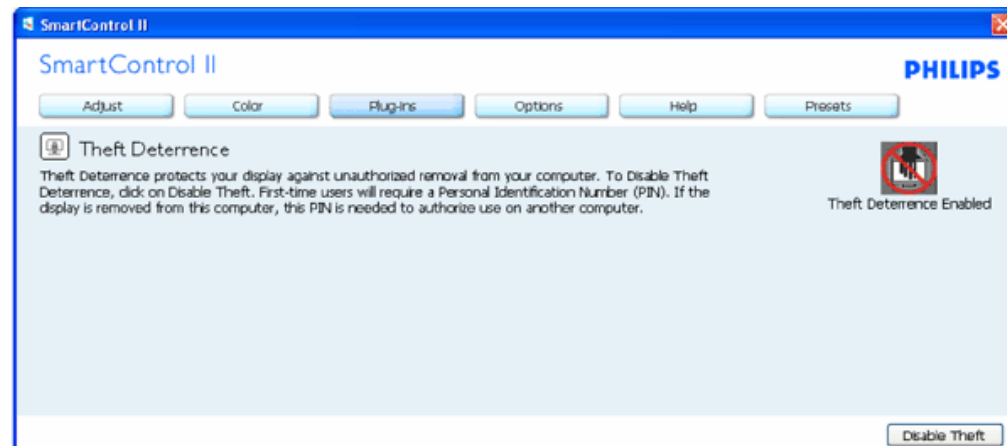 SmartControl II
SmartControl II
PHILIPS
Adjust Color Plug-Ins Options Help Presets
Theft Deterrence
Theft Deterrence protects your display against unauthorized removal from your computer. To Disable Theft
Deterrence, click on Disable Theft. First-time users will require a Personal Identification Number (PIN). If the
display is removed from this computer, this PIN is needed to authorize use on another computer.
Theft Deterrence Enabled
Disable Theft